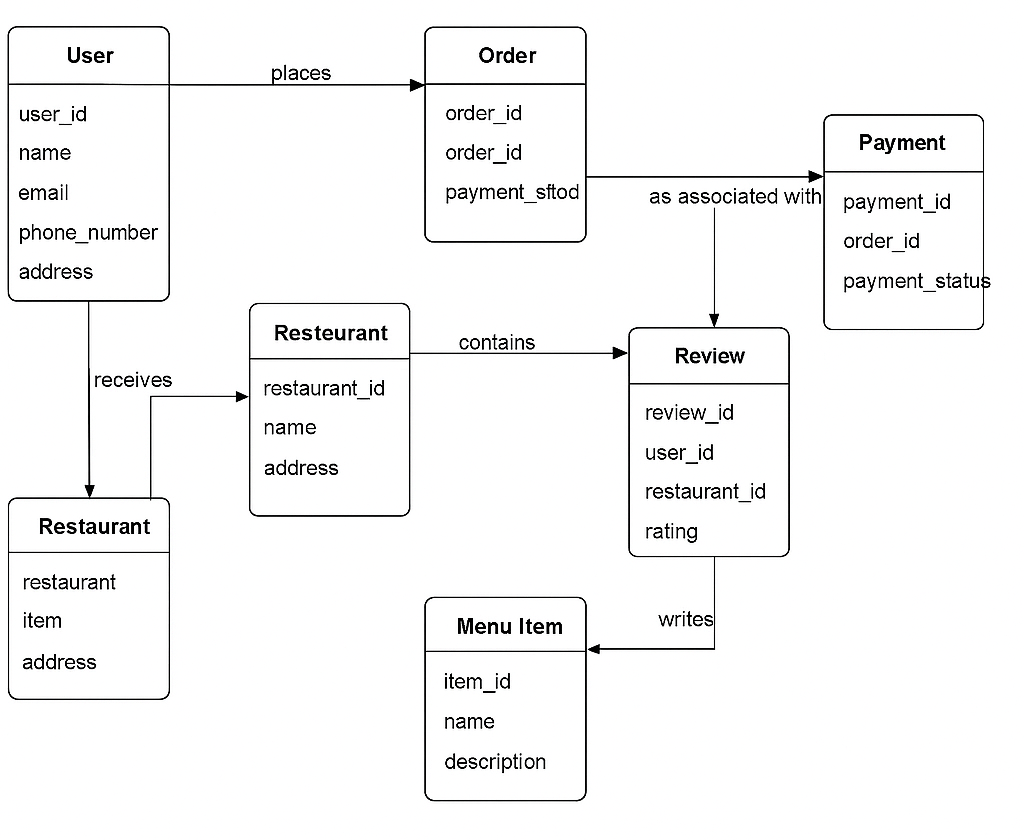 User
user_id
name
email
phone_number
address
places
Order
order_id
order_id
payment_sftod
as associated with
Payment
payment_id
order_id
payment_status
receives
Resteurant
restaurant_id
name
address
contains
Review
review_id
user_id
restaurant_id
rating
Restaurant
restaurant
item
address
writes
Menu Item
item_id
name
description